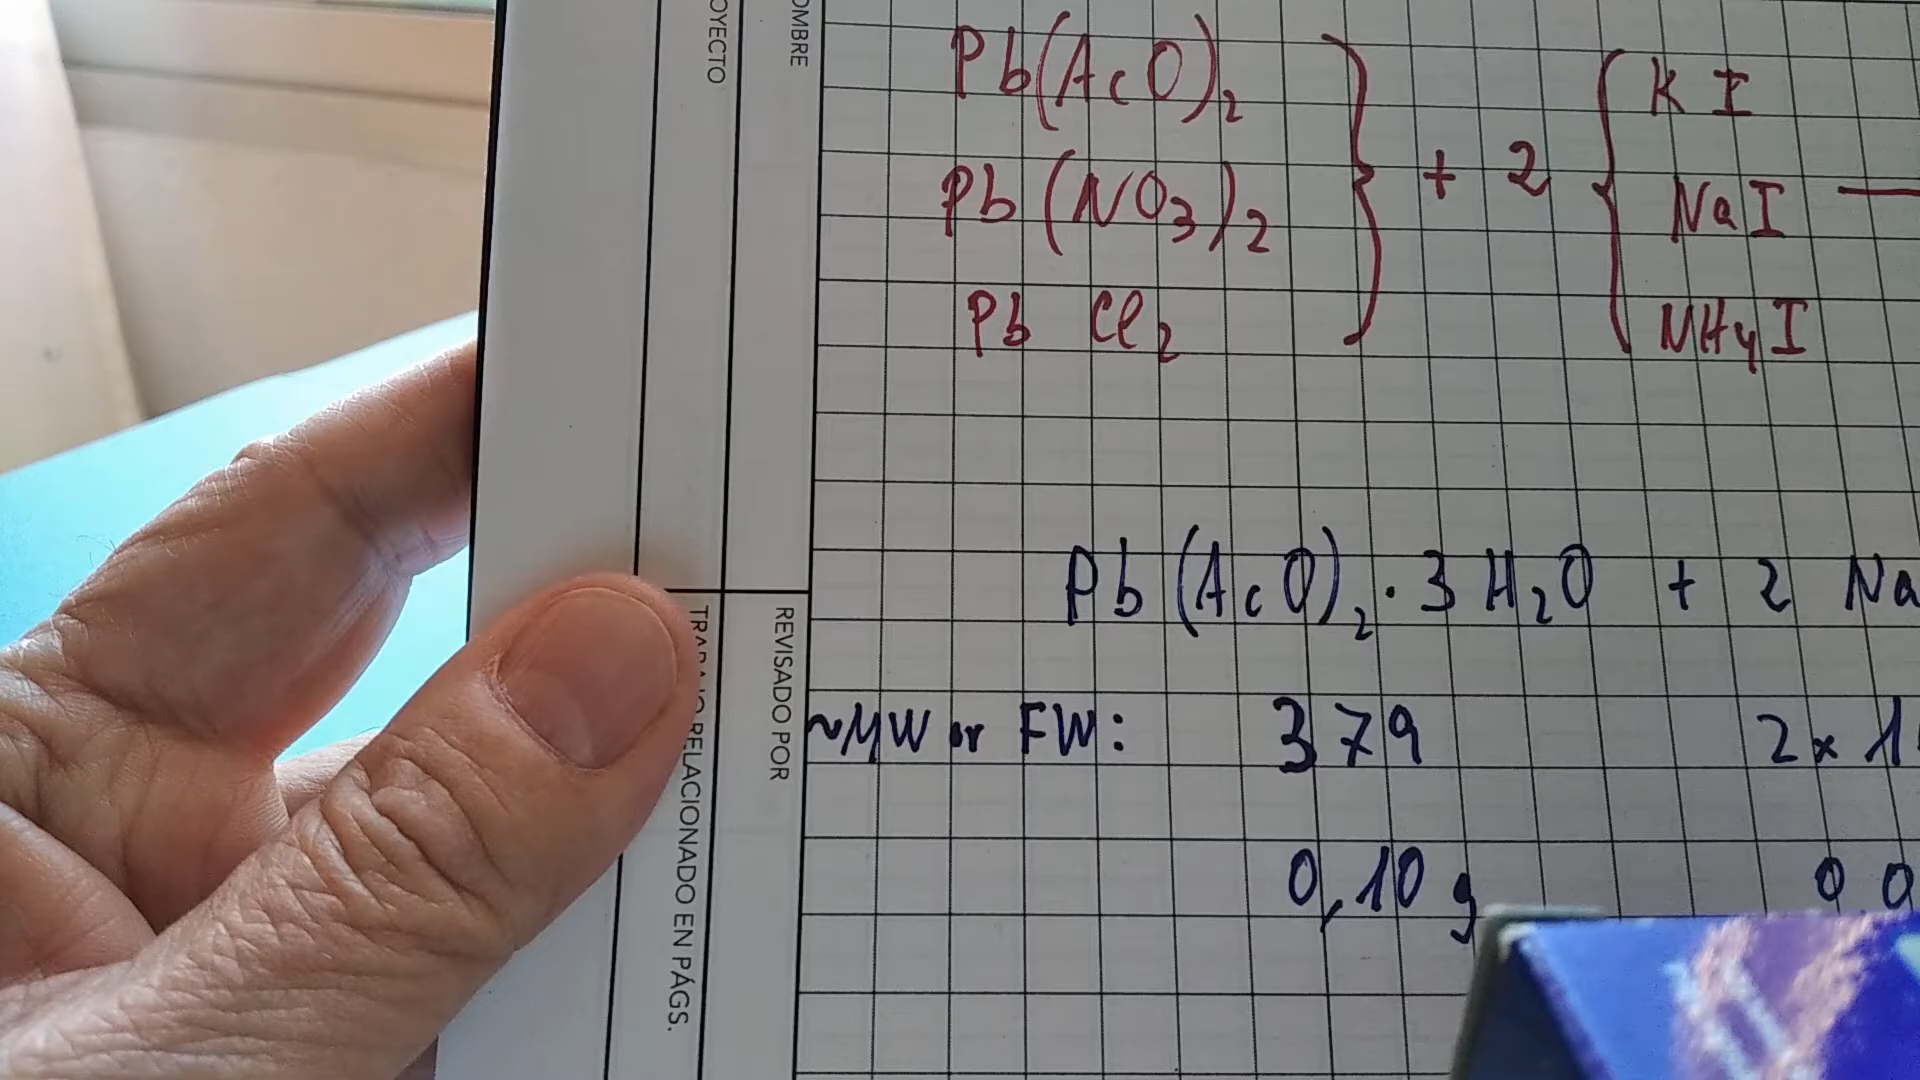 Pb(AcO)₂
Pb(NO₃)₂
PbCl₂
+ 2
KI
NaI —
NH₄I
Pb(AcO)₂·3H₂O + 2 Na
~MW or FW: 379 2x1
0,10 g
OMBRE
OYECTO
REVISADO POR
RELACIONADO EN PÁGS.